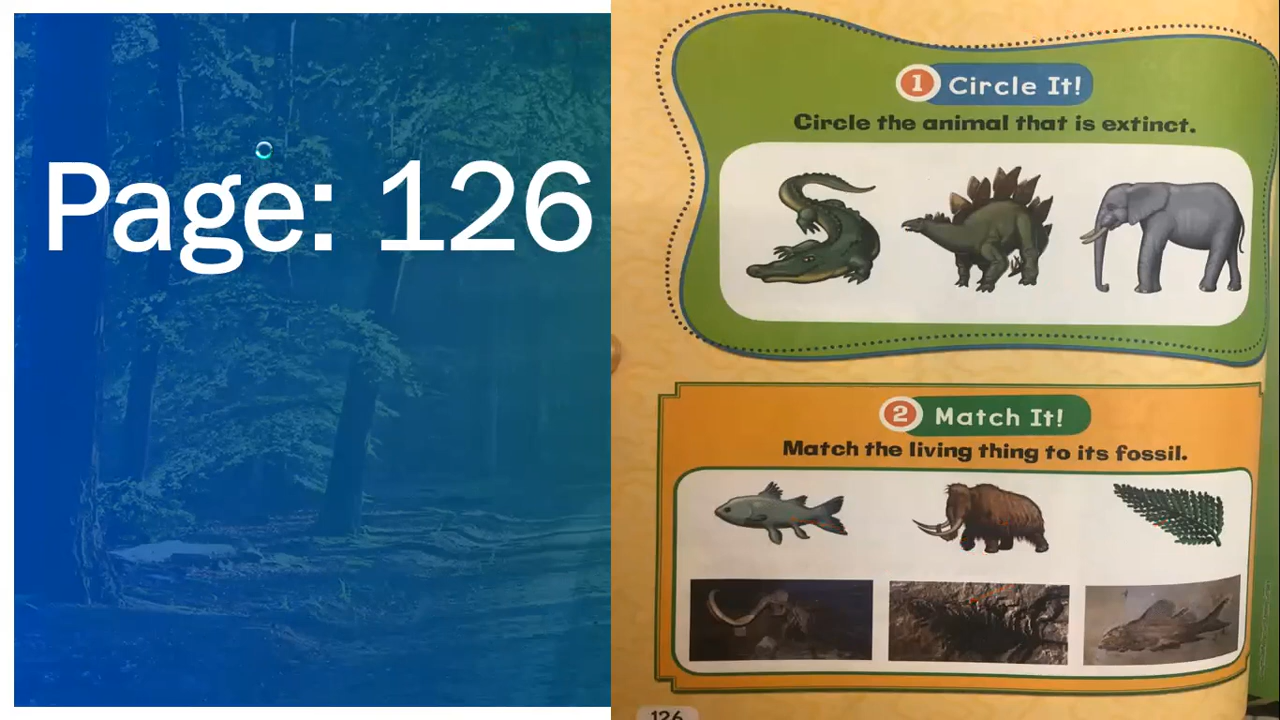 Page: 126
1 Circle It!
Circle the animal that is extinct.
2 Match It!
Match the living thing to its fossil.
126